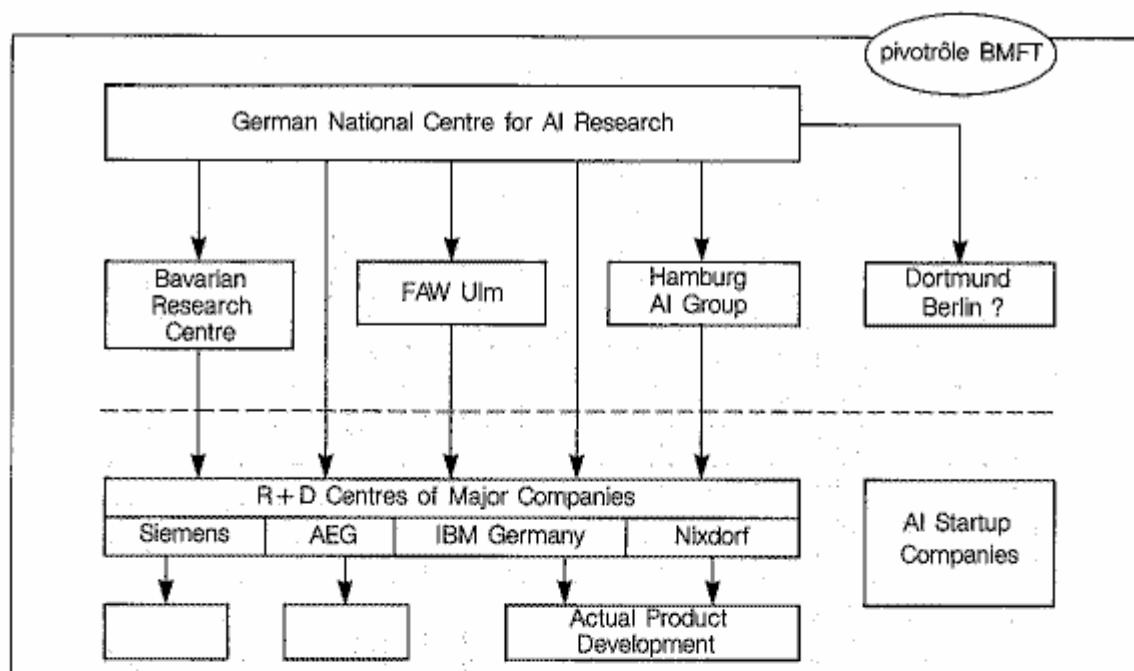 pivotrôle BMFT
German National Centre for AI Research
Bavarian
Research
Centre
FAW Ulm
Hamburg
AI Group
Dortmund
Berlin ?
R + D Centres of Major Companies
Siemens
AEG
IBM Germany
Nixdorf
AI Startup
Companies
Actual Product
Development